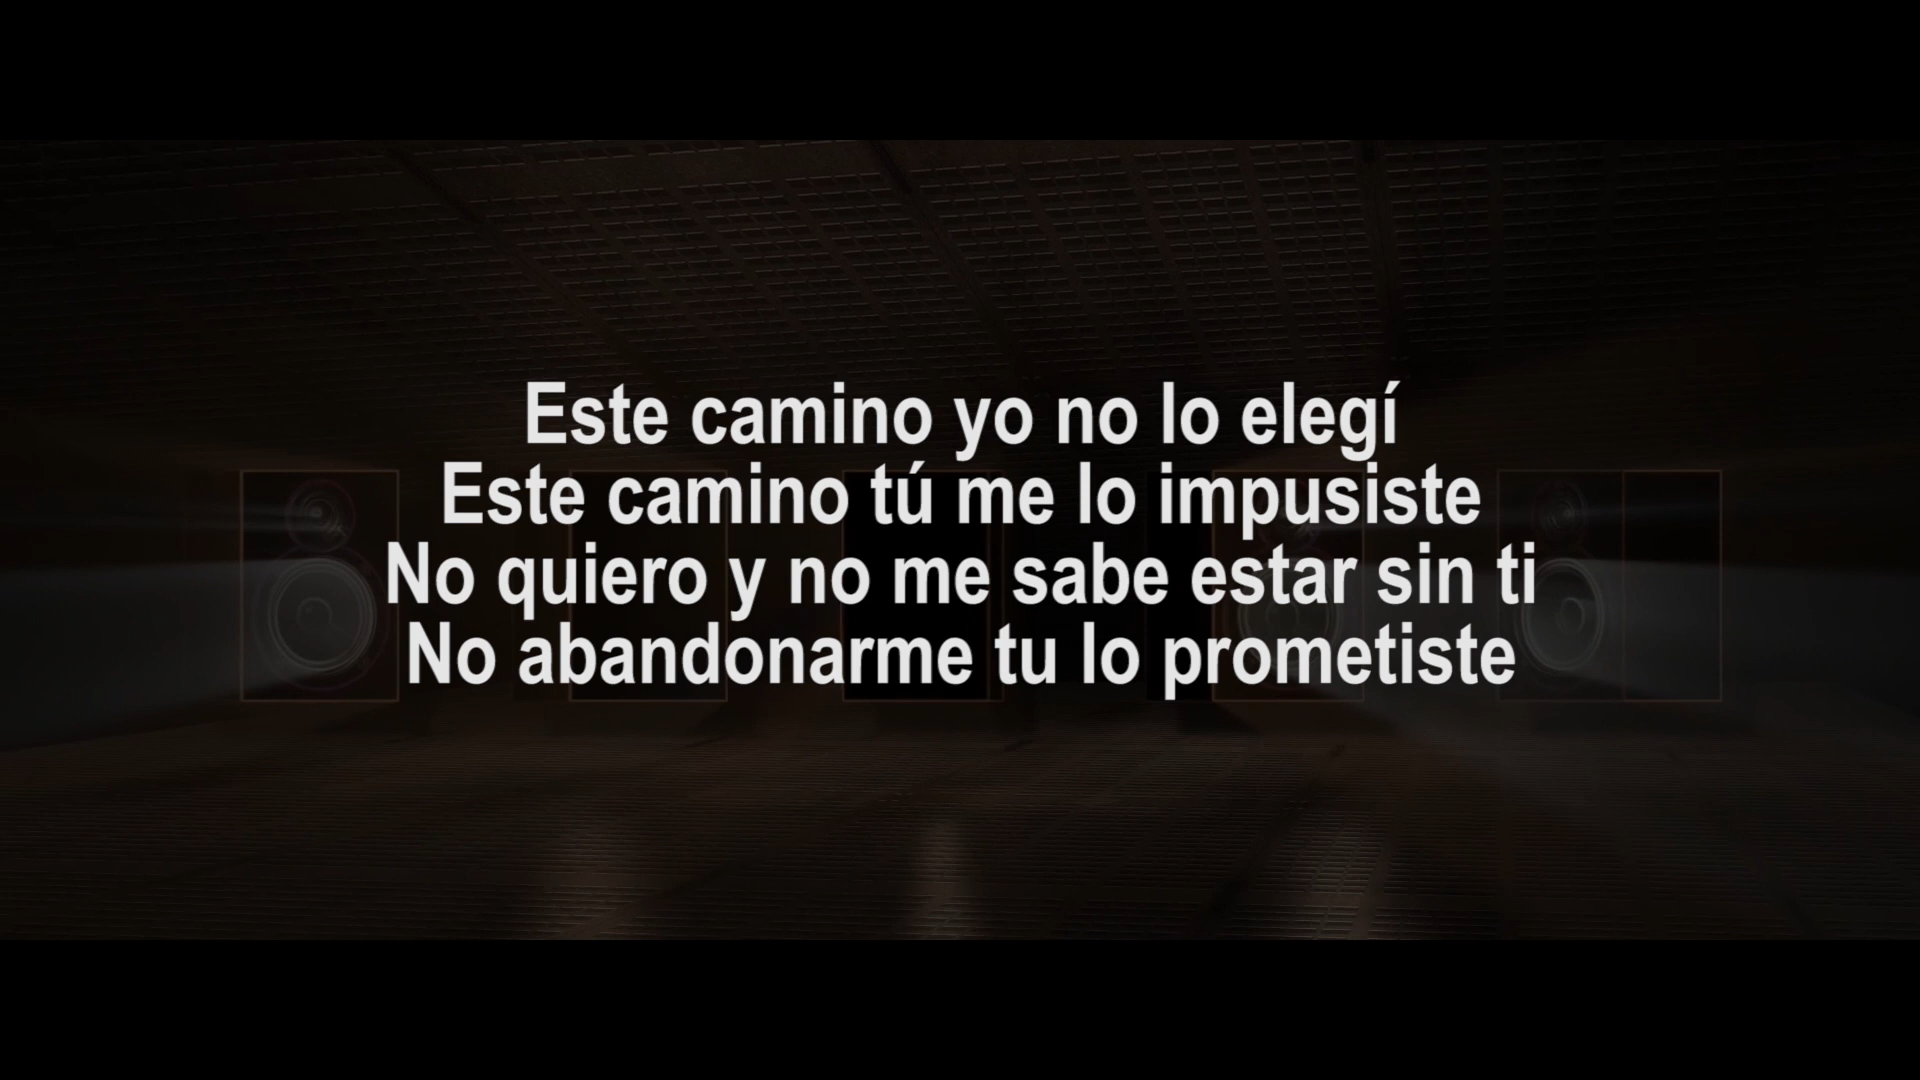 Este camino yo no lo elegí
Este camino tú me lo impusiste
No quiero y no me sabe estar sin ti
No abandonarme tu lo prometiste